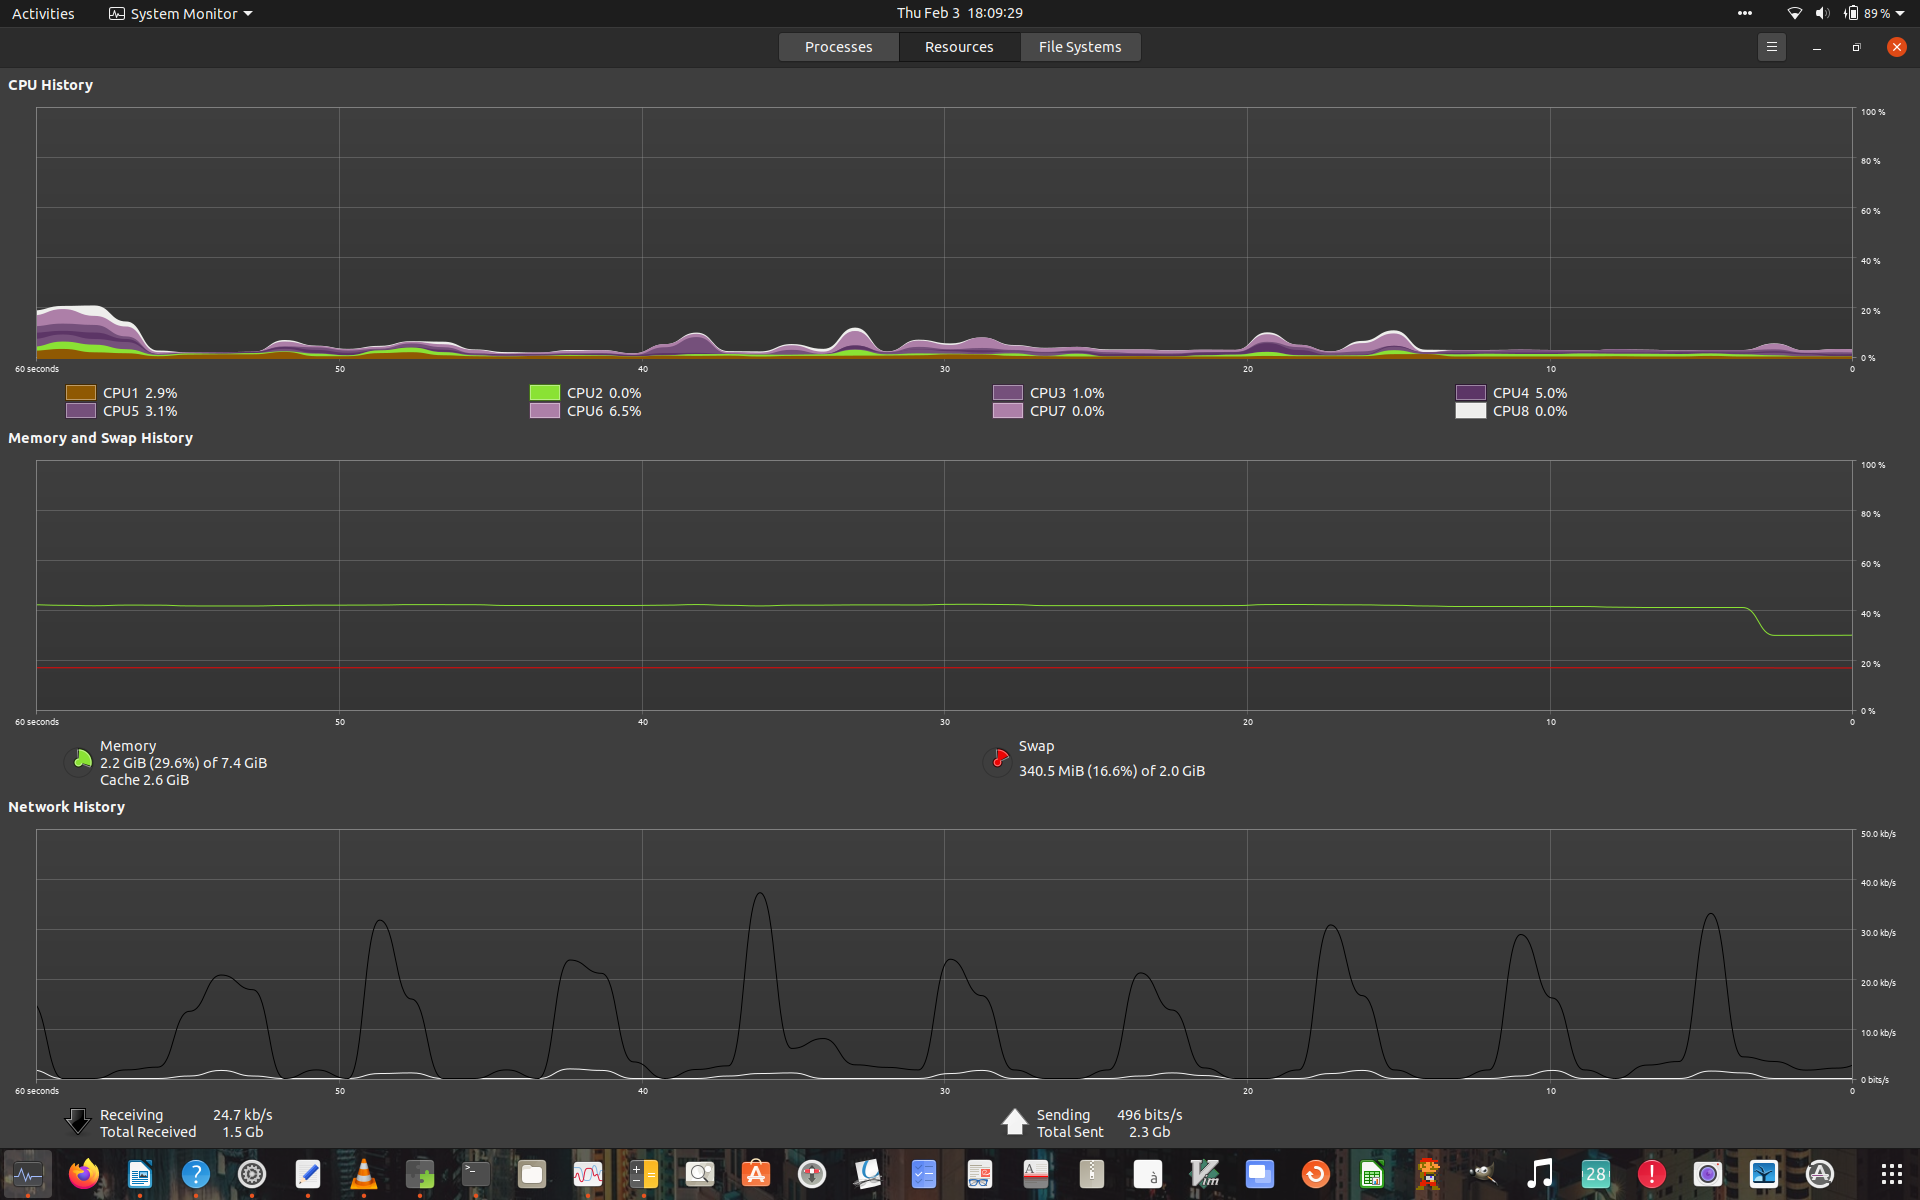 Activities System Monitor Thu Feb 3 18:09:29 89 %
Processes Resources File Systems
CPU History
100 %
80 %
60 %
40 %
20 %
0 %
60 seconds 50 40 30 20 10 0
CPU1 2.9% CPU2 0.0% CPU3 1.0% CPU4 5.0%
CPU5 3.1% CPU6 6.5% CPU7 0.0% CPU8 0.0%
Memory and Swap History
100 %
80 %
60 %
40 %
20 %
0 %
60 seconds 50 40 30 20 10 0
Memory
2.2 GiB (29.6%) of 7.4 GiB
Cache 2.6 GiB
Swap
340.5 MiB (16.6%) of 2.0 GiB
Network History
50.0 kb/s
40.0 kb/s
30.0 kb/s
20.0 kb/s
10.0 kb/s
0 bits/s
60 seconds 50 40 30 20 10 0
Receiving 24.7 kb/s
Total Received 1.5 Gb
Sending 496 bits/s
Total Sent 2.3 Gb
? >_ A à Vim 28 !